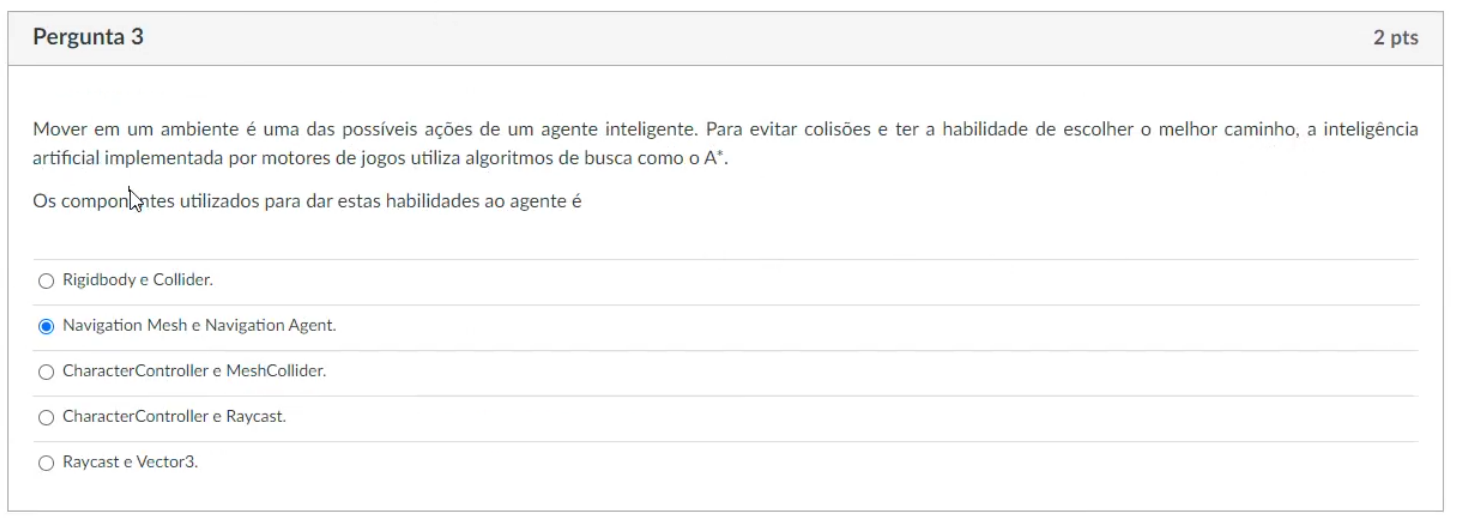 Pergunta 3
2 pts
Mover em um ambiente é uma das possíveis ações de um agente inteligente. Para evitar colisões e ter a habilidade de escolher o melhor caminho, a inteligência
artificial implementada por motores de jogos utiliza algoritmos de busca como o A*.
Os componentes utilizados para dar estas habilidades ao agente é
Rigidbody e Collider.
Navigation Mesh e Navigation Agent.
CharacterController e MeshCollider.
CharacterController e Raycast.
Raycast e Vector3.